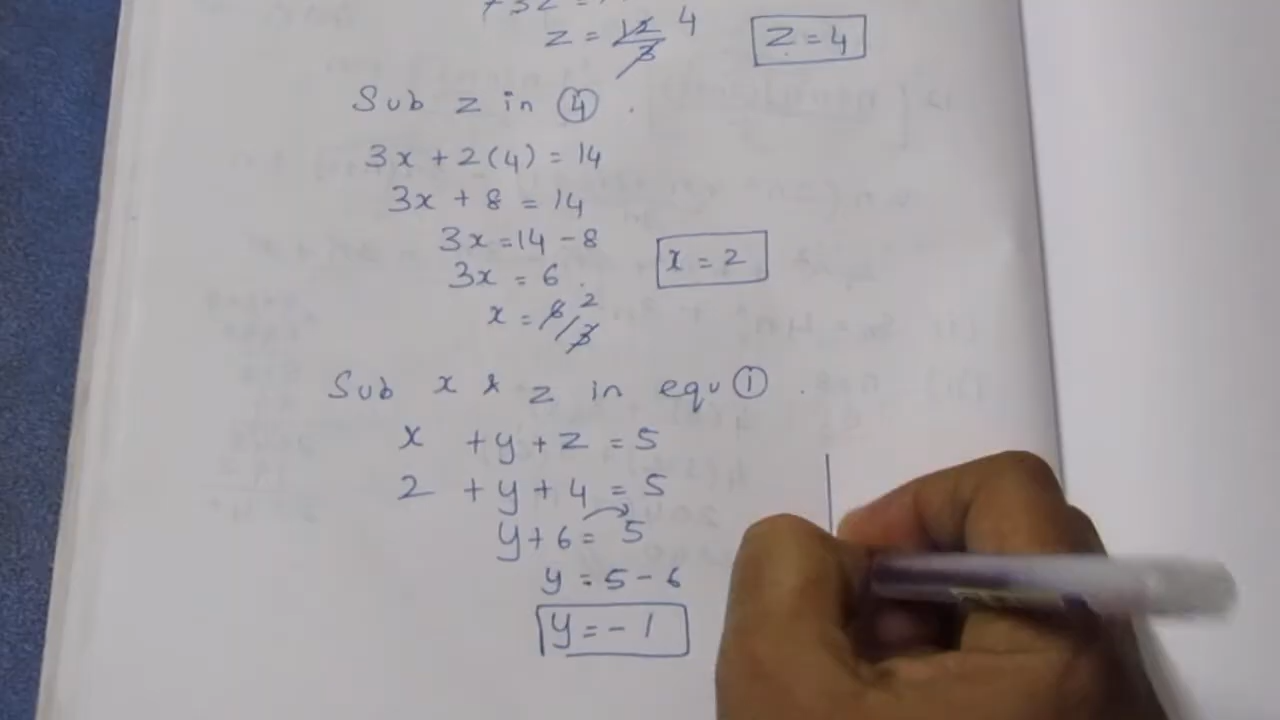 z = 12/3 4
z = 4
Sub z in ④ .
3x + 2(4) = 14
3x + 8 = 14
3x = 14 - 8
3x = 6 .
x = 2
x = 6/3 2
Sub x & z in equ ① .
x + y + z = 5
2 + y + 4 = 5
y + 6 = 5
y = 5 - 6
y = - 1